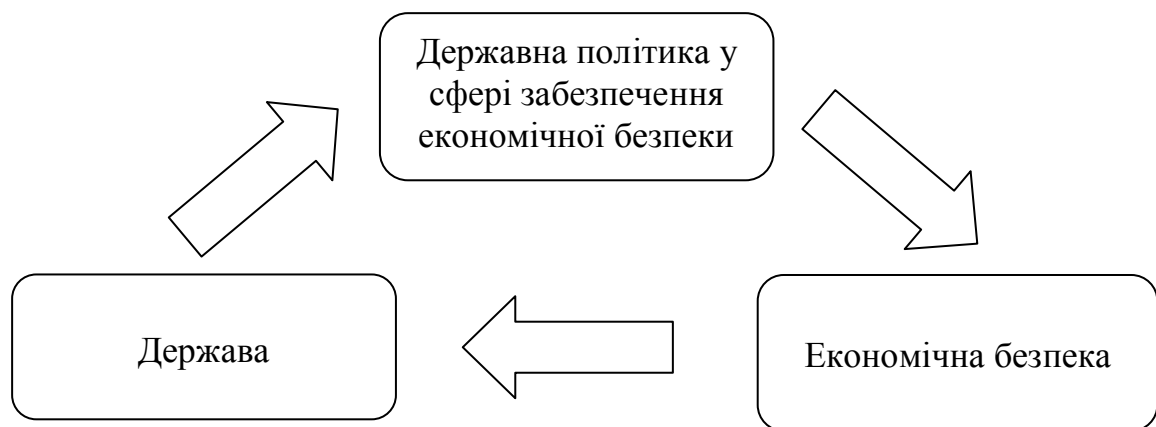 Державна політика у
сфері забезпечення
економічної безпеки
Держава
Економічна безпека